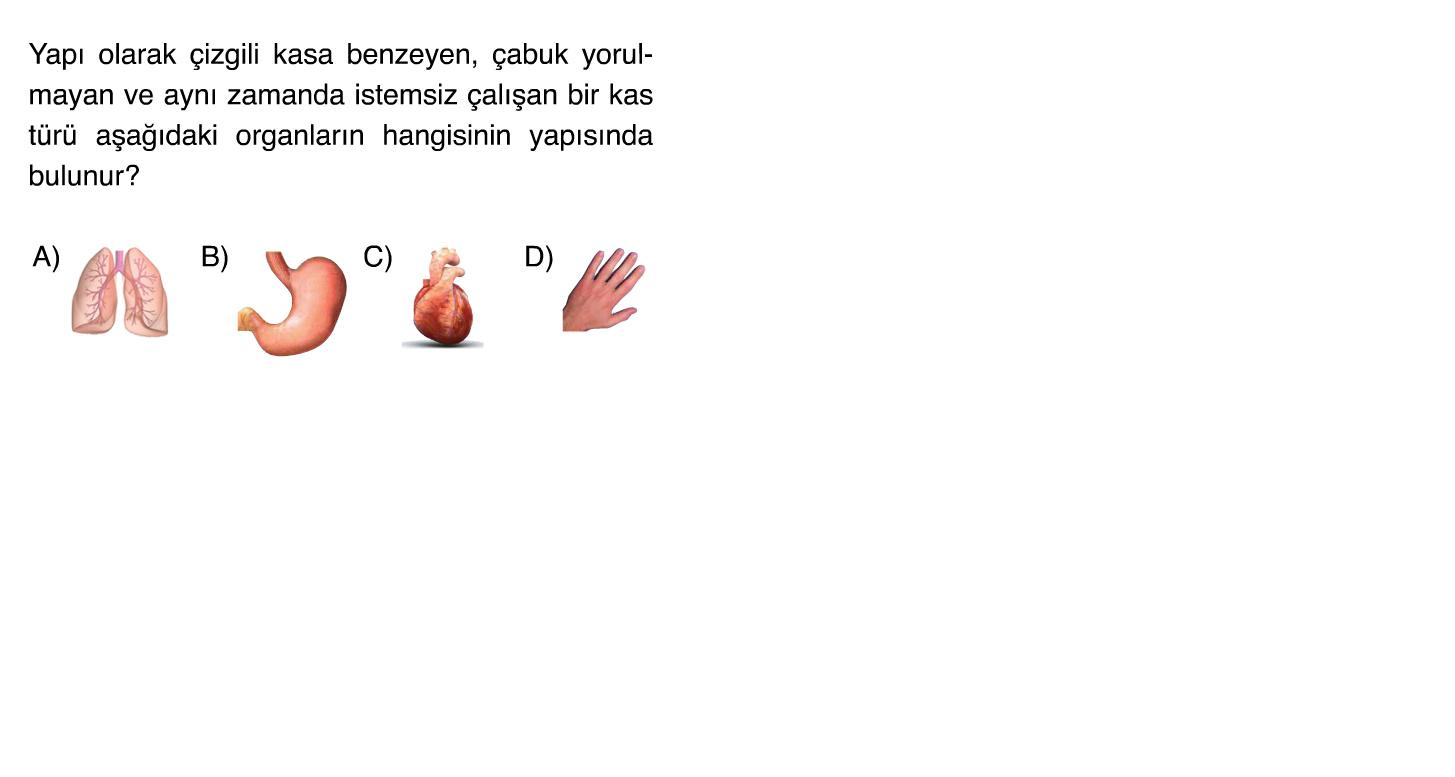 Yapı olarak çizgili kasa benzeyen, çabuk yorul-
mayan ve aynı zamanda istemsiz çalışan bir kas
türü aşağıdaki organların hangisinin yapısında
bulunur?
A) B) C) D)